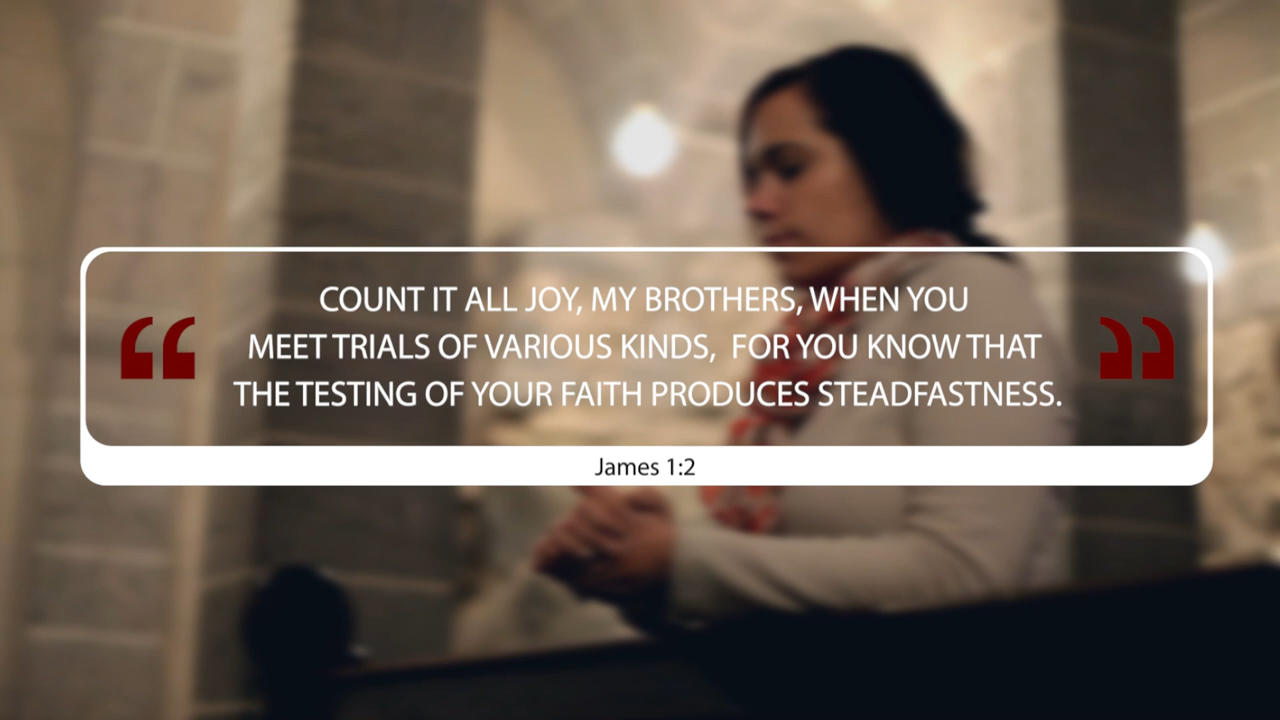 COUNT IT ALL JOY, MY BROTHERS, WHEN YOU
MEET TRIALS OF VARIOUS KINDS,  FOR YOU KNOW THAT
THE TESTING OF YOUR FAITH PRODUCES STEADFASTNESS.
James 1:2